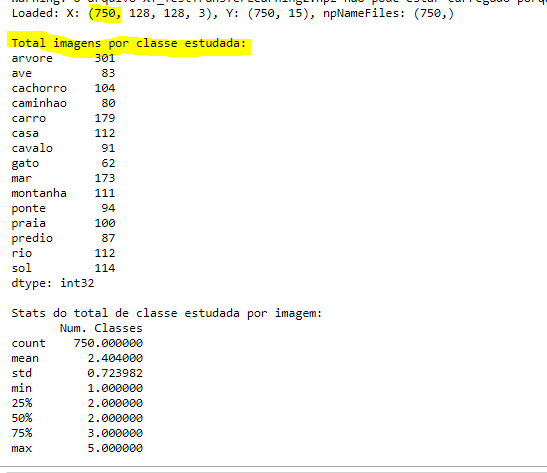 Loaded: X: (750, 128, 128, 3), Y: (750, 15), npNameFiles: (750,)
Total imagens por classe estudada:
arvore 301
ave 83
cachorro 104
caminhao 80
carro 179
casa 112
cavalo 91
gato 62
mar 173
montanha 111
ponte 94
praia 100
predio 87
rio 112
sol 114
dtype: int32
Stats do total de classe estudada por imagem:
Num. Classes
count 750.000000
mean 2.404000
std 0.723982
min 1.000000
25% 2.000000
50% 2.000000
75% 3.000000
max 5.000000